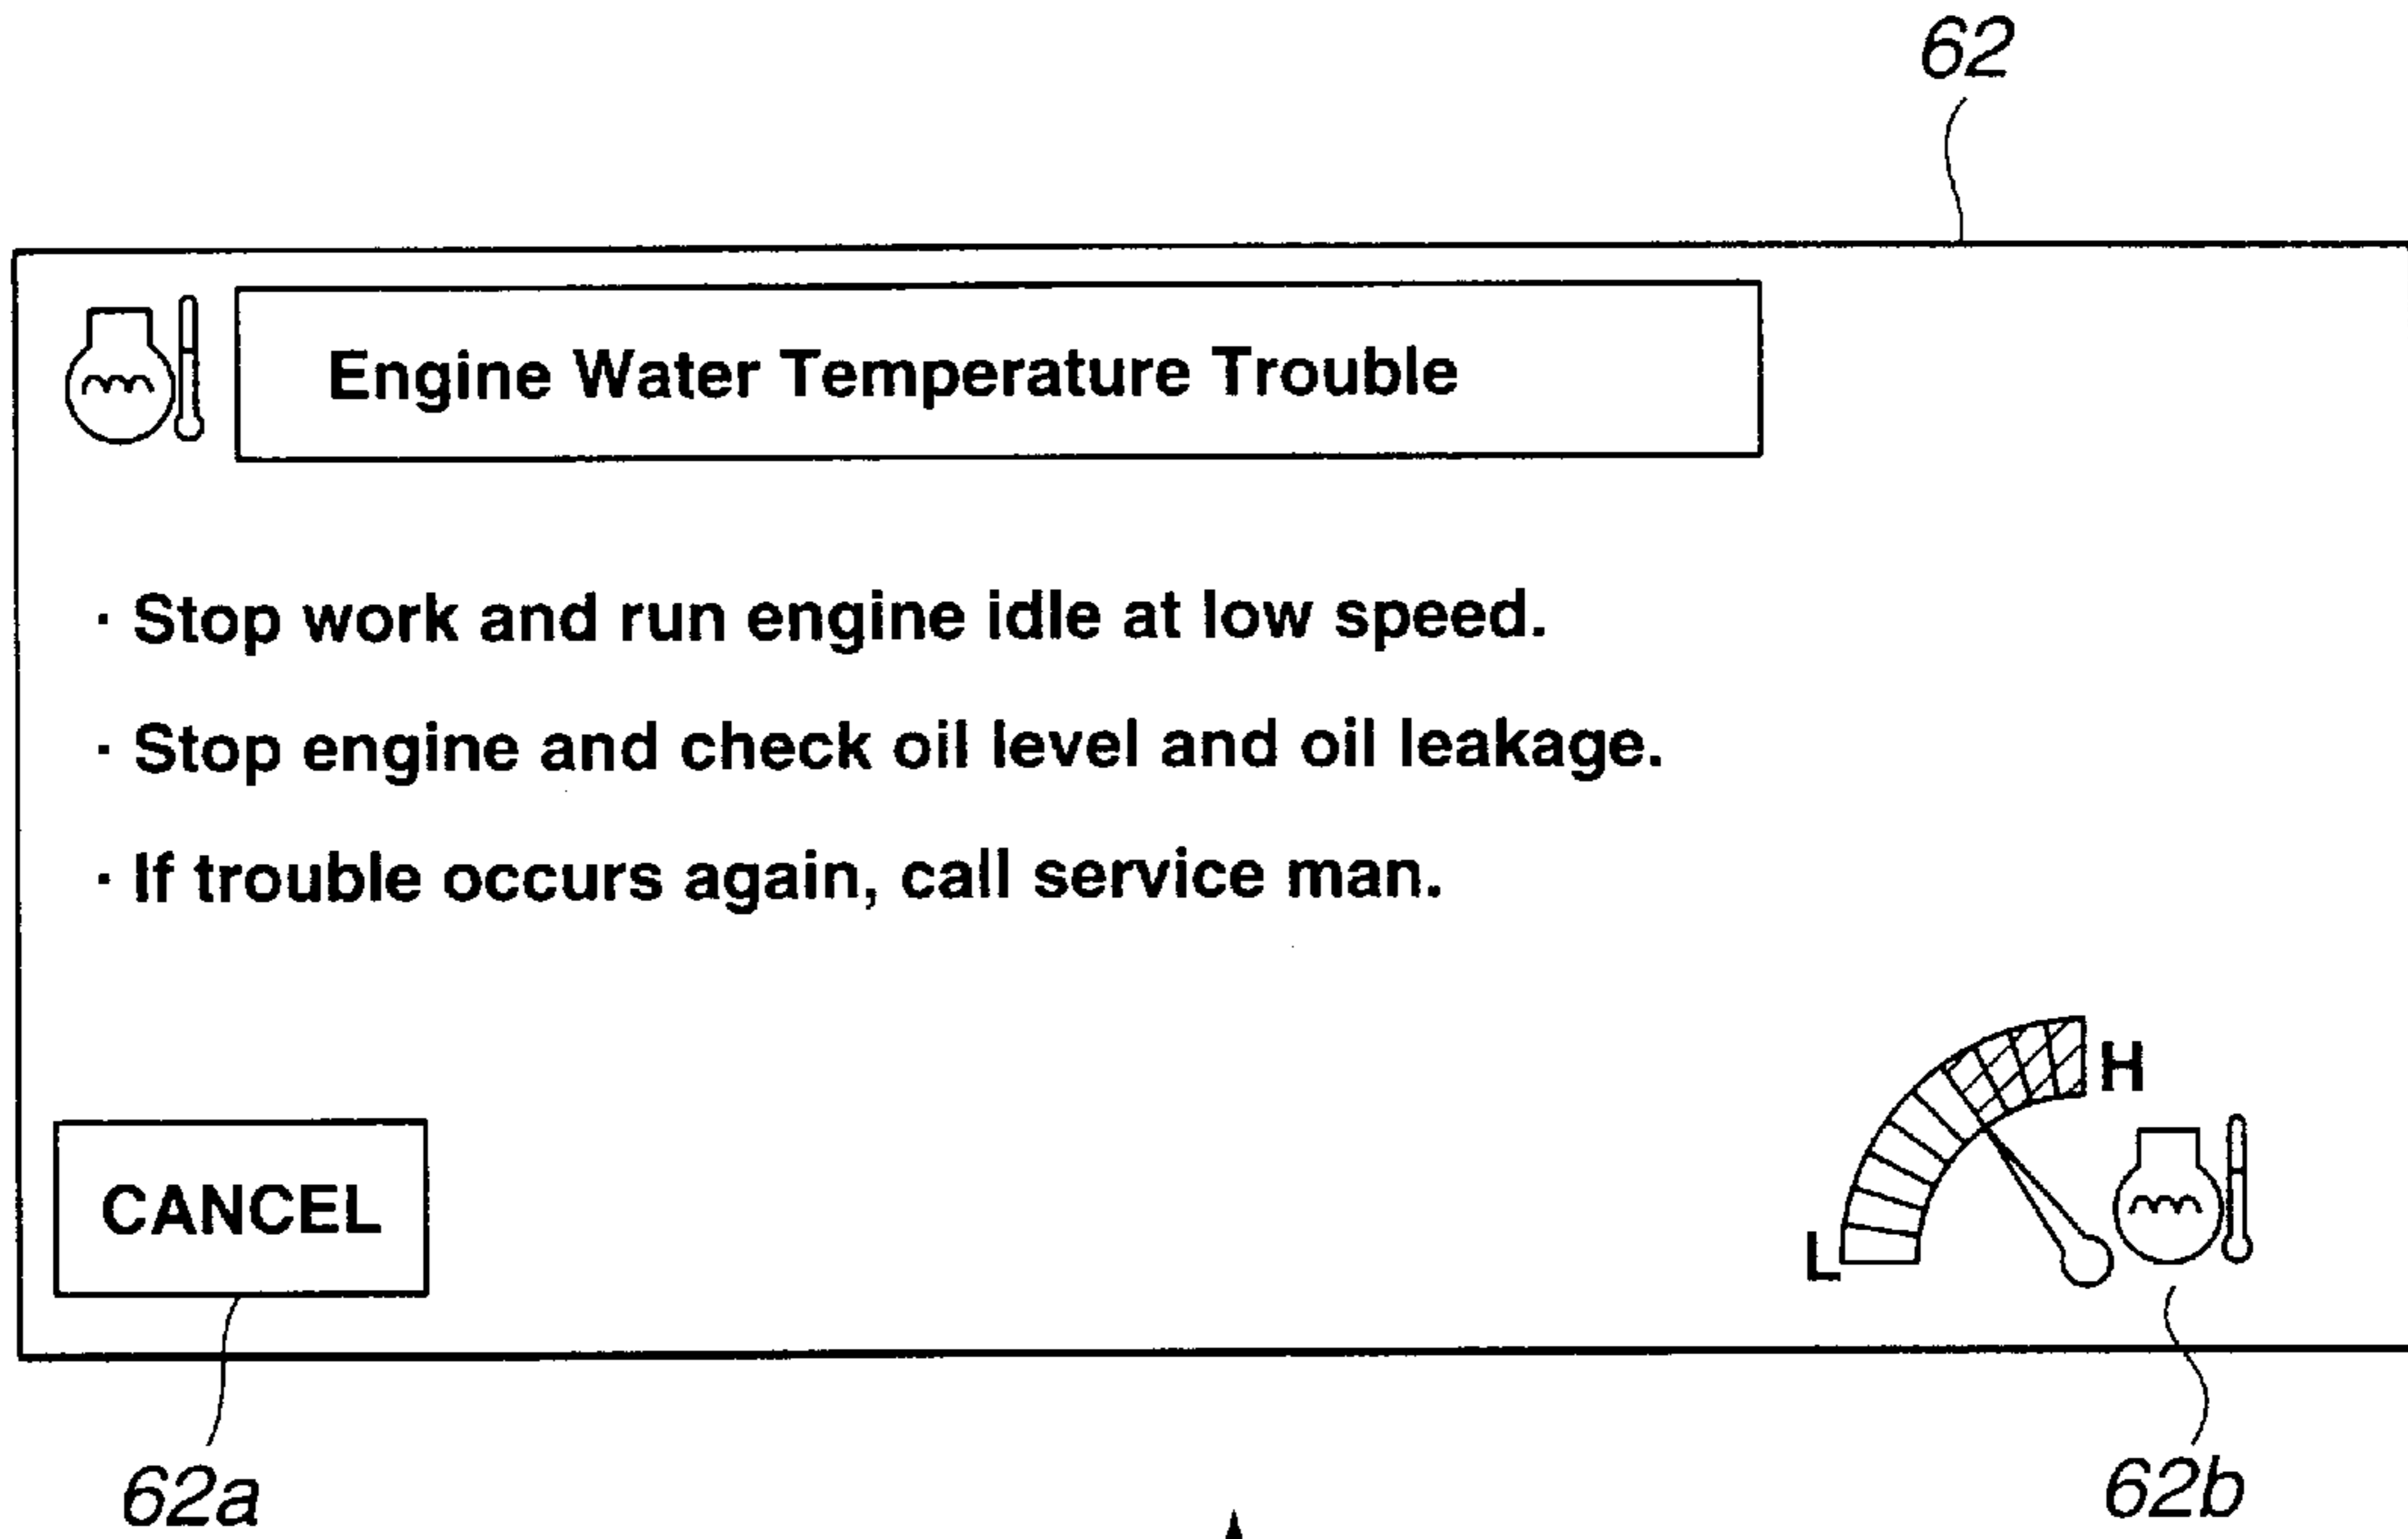 62
Engine Water Temperature Trouble
· Stop work and run engine idle at low speed.
· Stop engine and check oil level and oil leakage.
· If trouble occurs again, call service man.
H
CANCEL
L
62a
62b